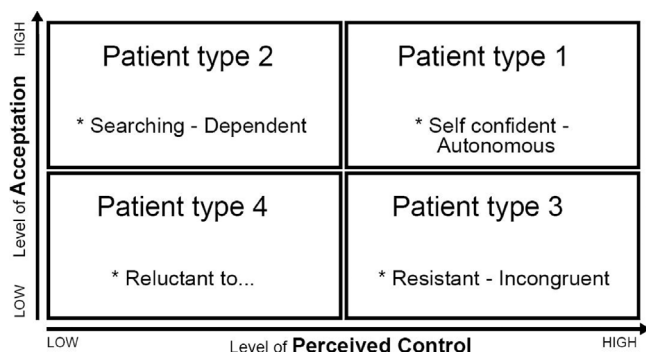 HIGH
Level of Acceptation
LOW
Patient type 2
* Searching - Dependent
Patient type 1
* Self confident -
Autonomous
Patient type 4
* Reluctant to...
Patient type 3
* Resistant - Incongruent
LOW
Level of Perceived Control
HIGH